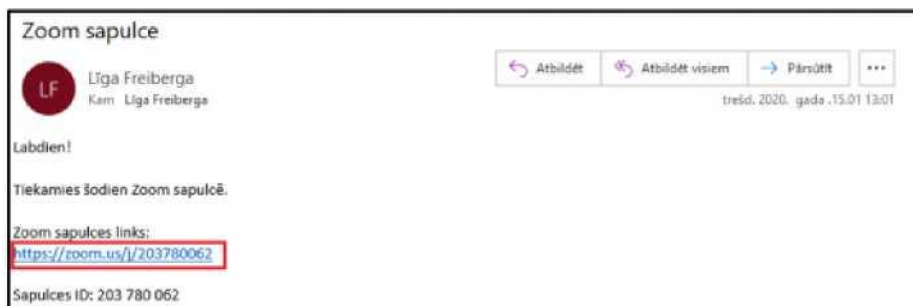 Zoom sapulce
LF
Līga Freiberga
Kam Līga Freiberga
Atbildēt
Atbildēt visiem
Pārsūtīt
trešd. 2020. gada .15.01 13:01
Labdien!
Tiekamies šodien Zoom sapulcē.
Zoom sapulces links:
https://zoom.us/j/203780062
Sapulces ID: 203 780 062